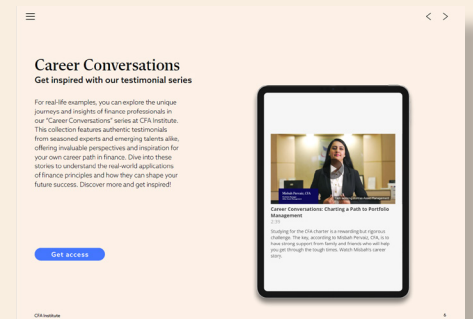 Career Conversations
Get inspired with our testimonial series
For real-life examples, you can explore the unique
journeys and insights of finance professionals in
our "Career Conversations" series at CFA Institute.
This collection features authentic testimonials
from seasoned experts and emerging talents alike,
offering invaluable perspectives and inspiration for
your own career path in finance. Dive into these
stories to understand the real-world applications
of finance principles and how they can shape your
future success. Discover more and get inspired!
Get access
Misbah Pervaiz, CFA
Career Conversations: Charting a Path to Portfolio
Management
Studying for the CFA charter is a rewarding but rigorous
challenge. The key, according to Misbah Pervaiz, CFA, is to
have strong support from family and friends who will help
you get through the tough times. Watch Misbah's career
story.
CFA Institute